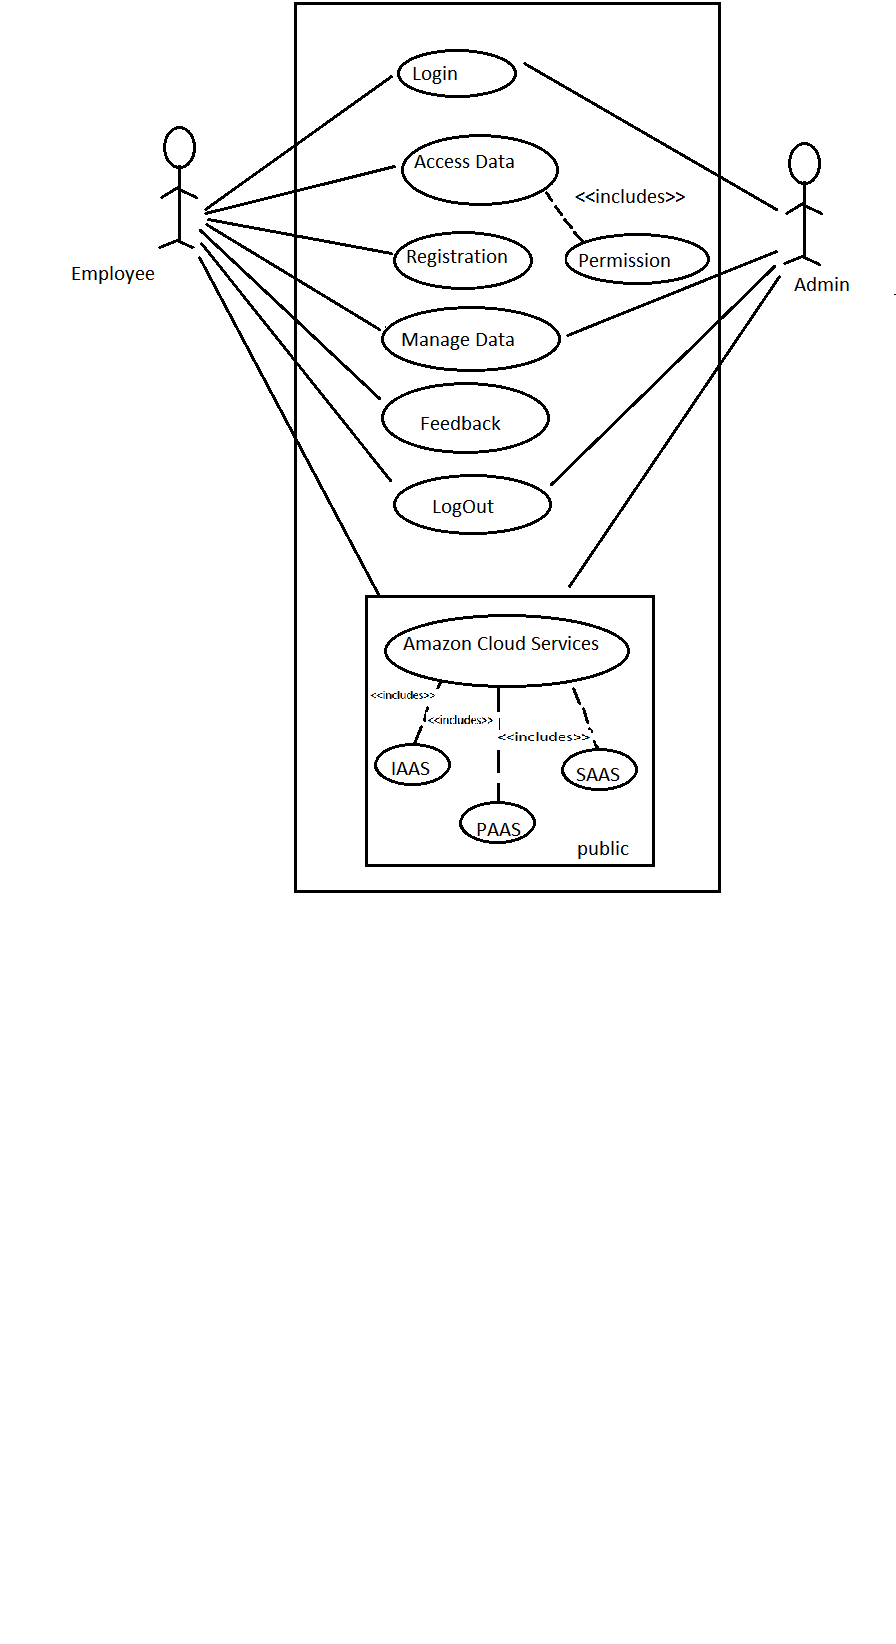 Login
Access Data
<<includes>>
Registration
Permission
Employee
Admin
Manage Data
Feedback
LogOut
Amazon Cloud Services
<<includes>>
<<includes>>
<<includes>>
IAAS
SAAS
PAAS
public